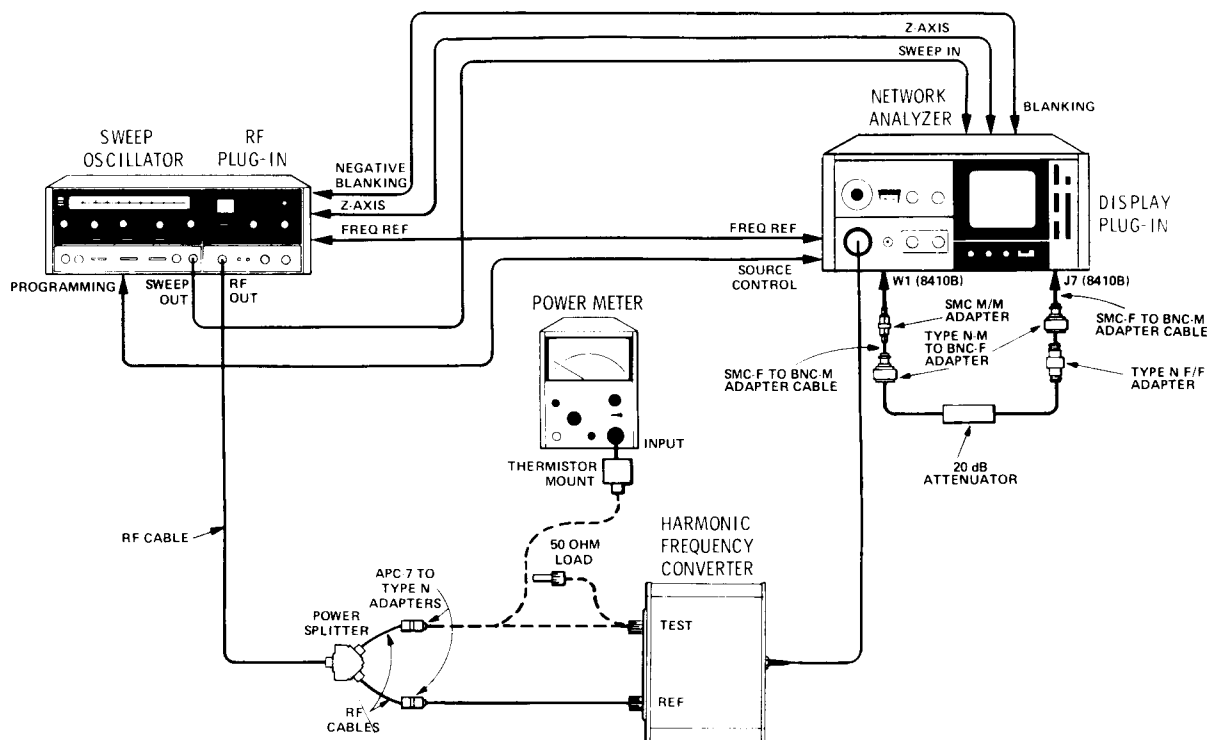 Z-AXIS
SWEEP IN
NETWORK
ANALYZER
BLANKING
SWEEP
OSCILLATOR
RF
PLUG-IN
NEGATIVE
BLANKING
Z-AXIS
FREQ REF
FREQ REF
DISPLAY
PLUG-IN
PROGRAMMING
SWEEP
OUT
RF
OUT
SOURCE
CONTROL
W1 (8410B)
J7 (8410B)
POWER METER
SMC M/M
ADAPTER
SMC-F TO BNC-M
ADAPTER CABLE
TYPE N-M
TO BNC-F
ADAPTER
SMC-F TO BNC-M
ADAPTER CABLE
TYPE N F/F
ADAPTER
INPUT
THERMISTOR
MOUNT
20 dB
ATTENUATOR
RF CABLE
50 OHM
LOAD
HARMONIC
FREQUENCY
CONVERTER
APC-7 TO
TYPE N
ADAPTERS
POWER
SPLITTER
TEST
REF
RF
CABLES